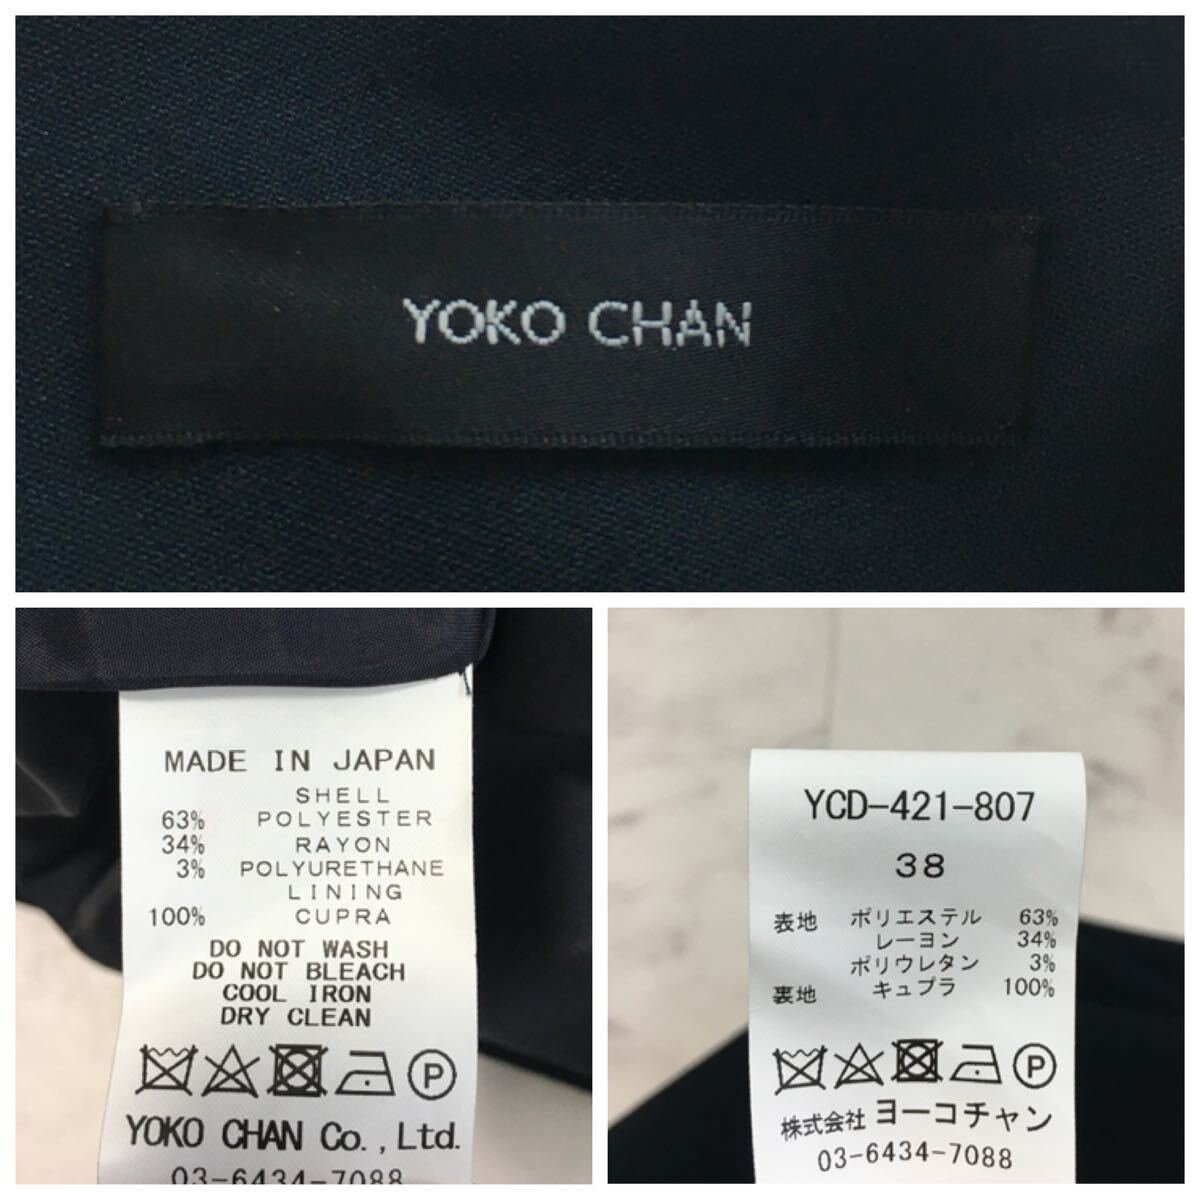 YOKO CHAN
MADE IN JAPAN
SHELL
63% POLYESTER
34% RAYON
3% POLYURETHANE
LINING
100% CUPRA
DO NOT WASH
DO NOT BLEACH
COOL IRON
DRY CLEAN
P
YOKO CHAN Co.,Ltd.
03-6434-7088
YCD-421-807
38
表地 ポリエステル 63%
レーヨン 34%
ポリウレタン 3%
裏地 キュプラ 100%
P
株式会社 ヨーコチャン
03-6434-7088